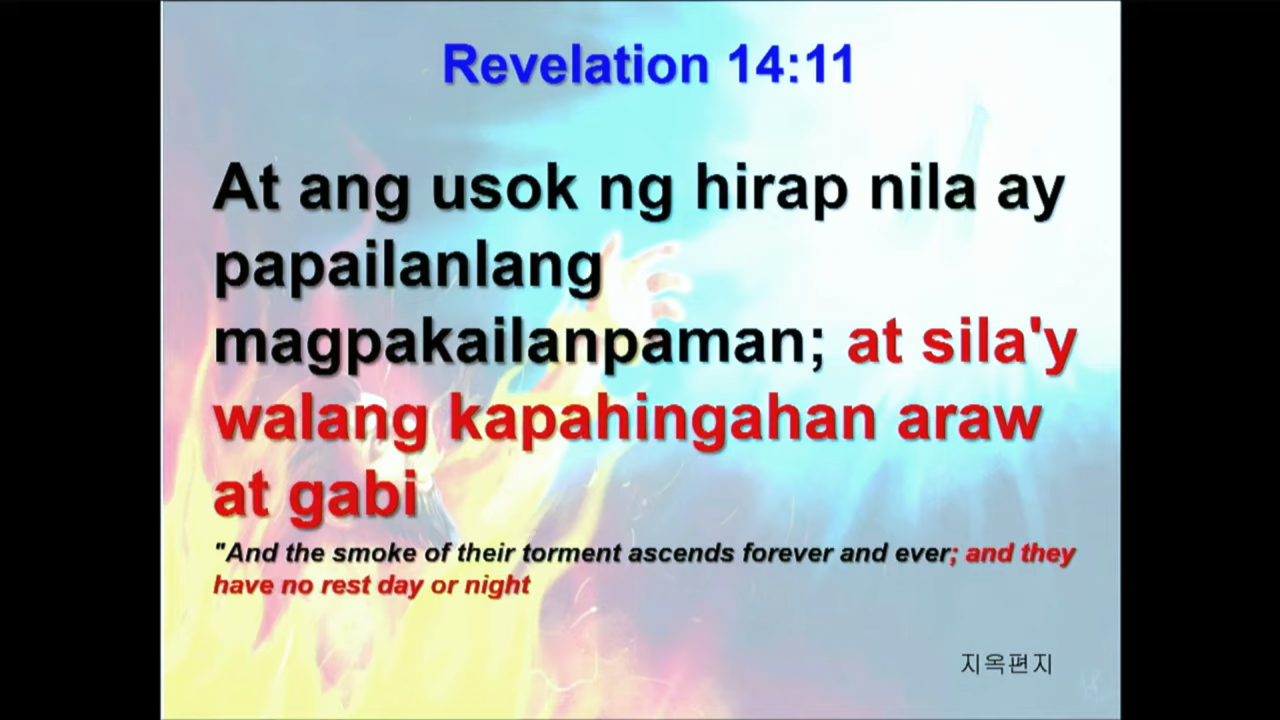 Revelation 14:11
At ang usok ng hirap nila ay
papailanlang
magpakailanpaman; at sila'y
walang kapahingahan araw
at gabi
"And the smoke of their torment ascends forever and ever; and they
have no rest day or night
지옥편지